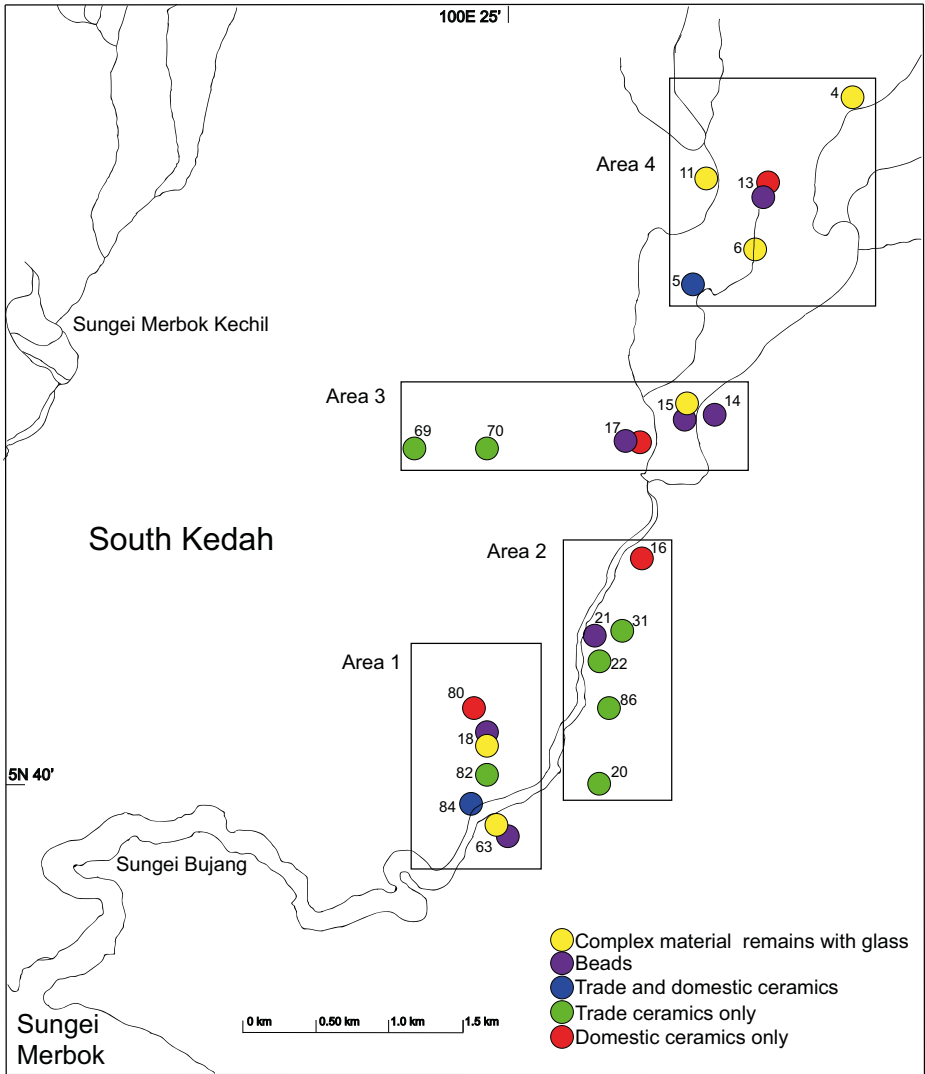 100E 25'
4
Area 4
11
13
6
5
Sungei Merbok Kechil
Area 3
15
14
69
70
17
South Kedah
Area 2
16
21
31
22
Area 1
80
86
18
5N 40'
82
20
84
63
Sungei Bujang
Complex material remains with glass
Beads
Trade and domestic ceramics
Trade ceramics only
Domestic ceramics only
0 km
0.50 km
1.0 km
1.5 km
Sungei
Merbok